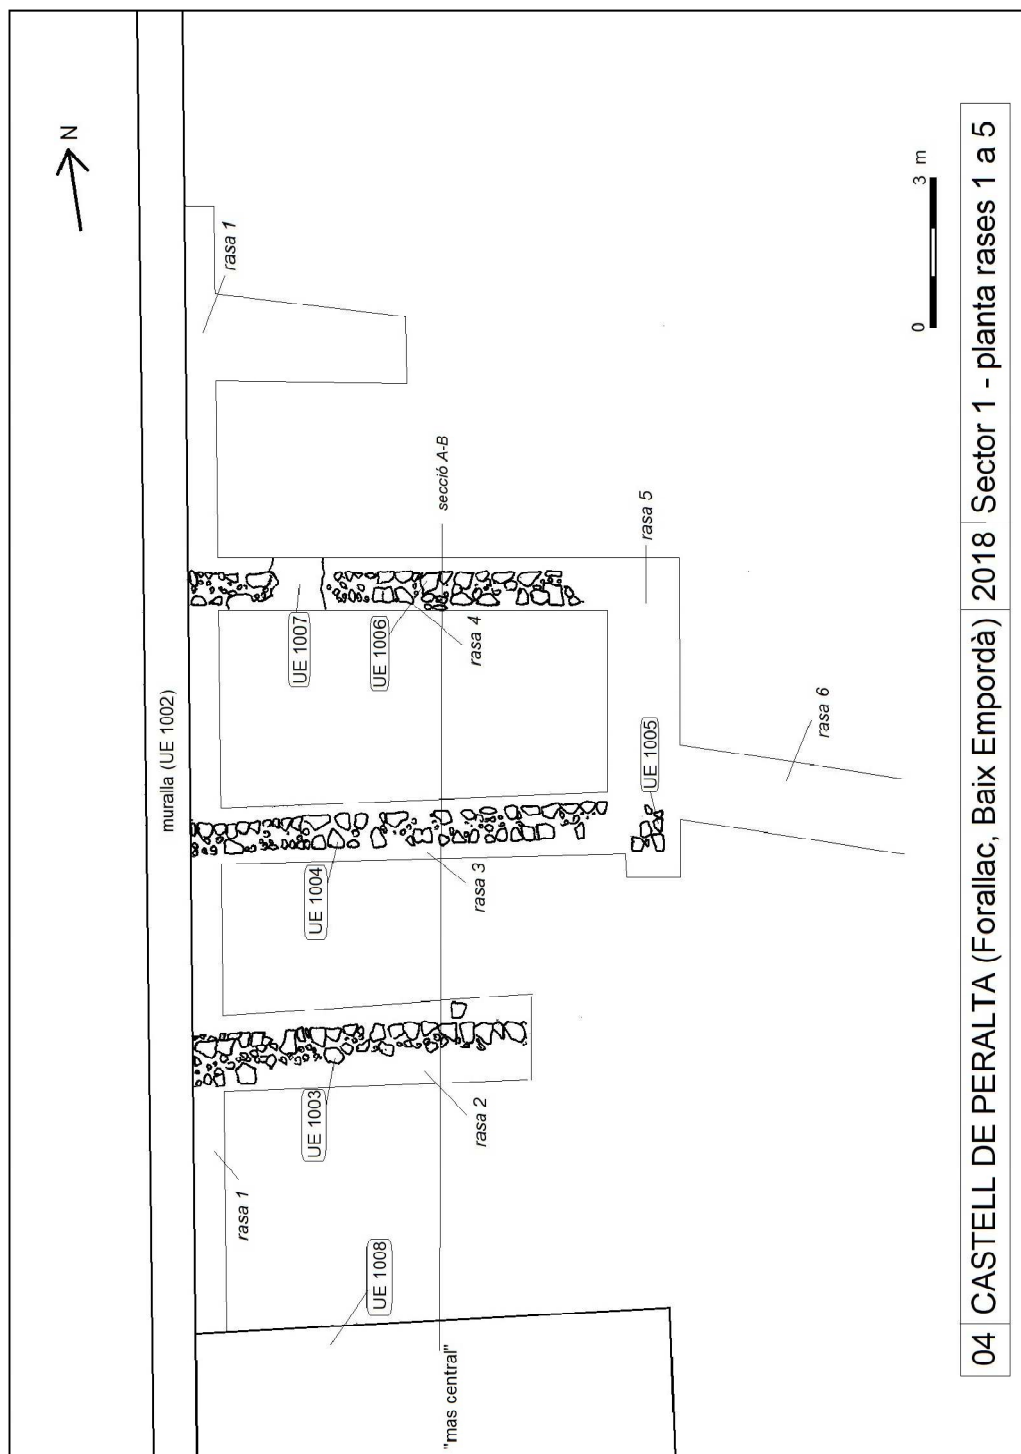 N
rasa 1
muralla (UE 1002)
secció A-B
UE 1007
UE 1006
rasa 4
rasa 5
UE 1005
rasa 6
UE 1004
rasa 3
UE 1003
rasa 2
rasa 1
UE 1008
"mas central"
0 3 m
04 CASTELL DE PERALTA (Forallac, Baix Empordà) 2018 Sector 1 - planta rases 1 a 5